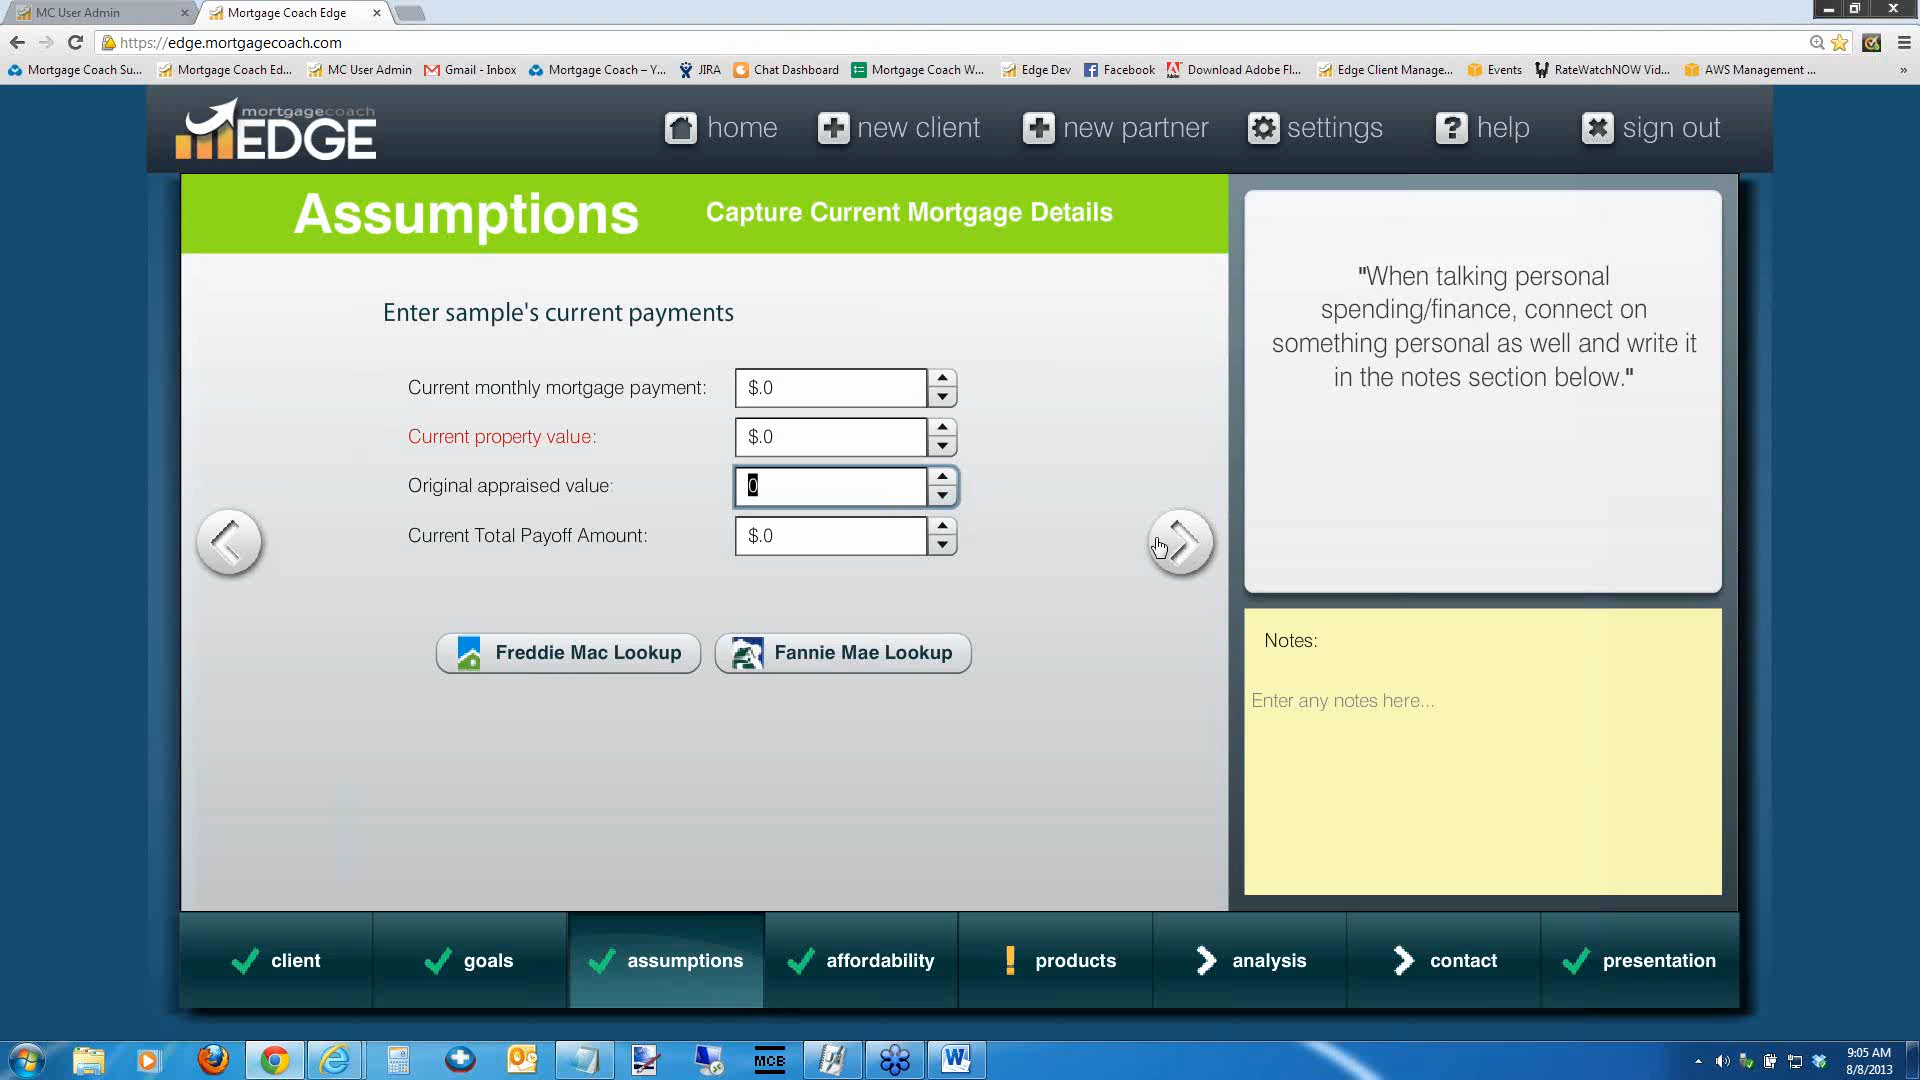 MC User Admin
Mortgage Coach Edge
https://edge.mortgagecoach.com
Mortgage Coach Su...
Mortgage Coach Ed...
MC User Admin
Gmail - Inbox
Mortgage Coach – Y...
JIRA
Chat Dashboard
Mortgage Coach W...
Edge Dev
Facebook
Download Adobe Fl...
Edge Client Manage...
Events
RateWatchNOW Vid...
AWS Management ...
»
mortgagecoach
EDGE
home
new client
new partner
settings
help
sign out
Assumptions
Capture Current Mortgage Details
Enter sample's current payments
Current monthly mortgage payment:
$.0
Current property value:
$.0
Original appraised value:
0
Current Total Payoff Amount:
$.0
Freddie Mac Lookup
Fannie Mae Lookup
"When talking personal
spending/finance, connect on
something personal as well and write it
in the notes section below."
Notes:
Enter any notes here...
client
goals
assumptions
affordability
products
analysis
contact
presentation
MCB
9:05 AM
8/8/2013